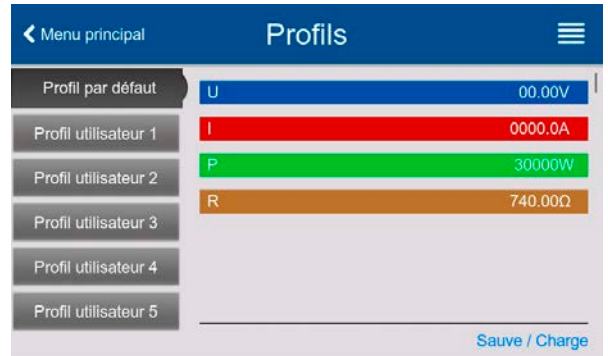 Menu principal
Profils
Profil par défaut
Profil utilisateur 1
Profil utilisateur 2
Profil utilisateur 3
Profil utilisateur 4
Profil utilisateur 5
U 00.00V
I 0000.0A
P 30000W
R 740.00Ω
Sauve / Charge